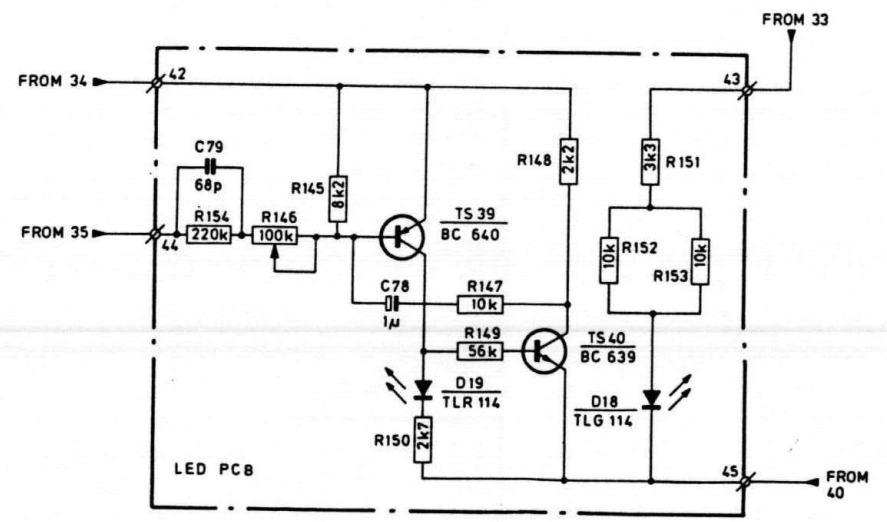 FROM 33
FROM 34
42
43
C79
68p
R148
2k2
3k3
R151
R145
8k2
FROM 35
44
R154
220k
R146
100k
TS 39
BC 640
R152
10k
R153
10k
C78
1µ
R147
10k
R149
56k
TS 40
BC 639
D19
TLR 114
D18
TLG 114
R150
2k7
LED PCB
45
FROM
40